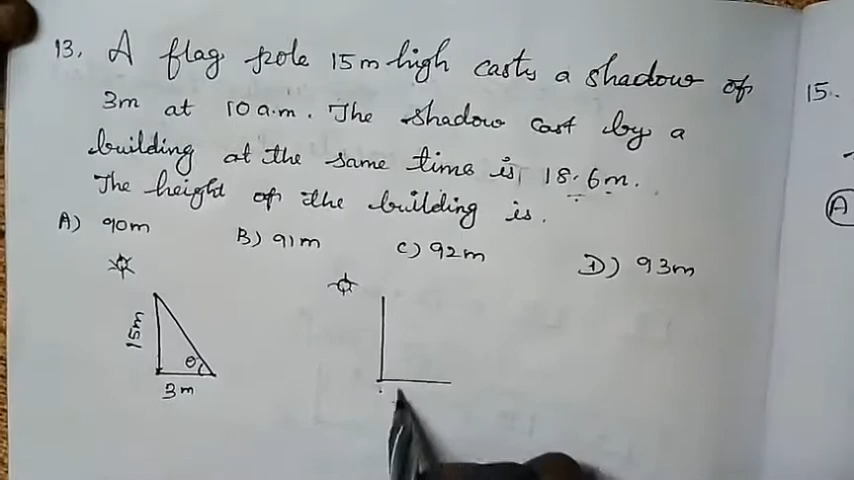 13. A flag pole 15m high casts a shadow of
3m at 10 a.m. The shadow cast by a
building at the same time is 18.6m.
The height of the building is.
A) 90m B) 91m C) 92m D) 93m
15m
θ
3m
15.
A